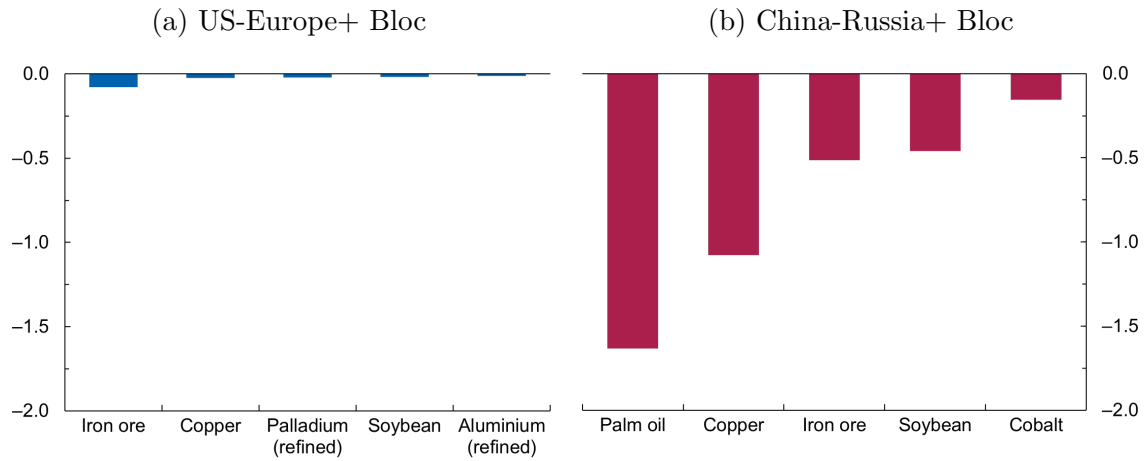 (a) US-Europe+ Bloc
0.0
–0.5
–1.0
–1.5
–2.0
Iron ore Copper Palladium Soybean Aluminium
(refined) (refined)
(b) China-Russia+ Bloc
0.0
–0.5
–1.0
–1.5
–2.0
Palm oil Copper Iron ore Soybean Cobalt